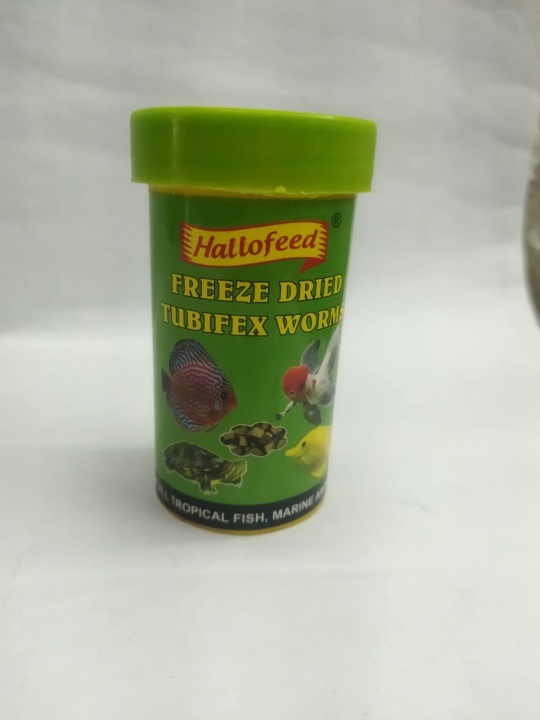 Hallofeed ®
FREEZE DRIED
TUBIFEX WORMS
TROPICAL FISH, MARINE